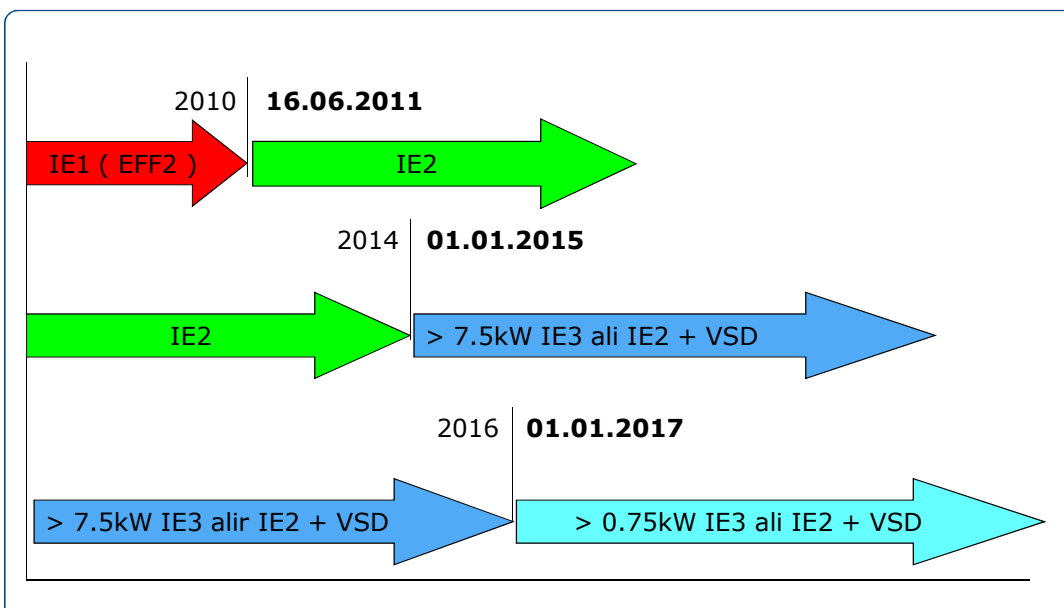 2010 16.06.2011
IE1 ( EFF2 ) IE2
2014 01.01.2015
IE2 > 7.5kW IE3 ali IE2 + VSD
2016 01.01.2017
> 7.5kW IE3 alir IE2 + VSD > 0.75kW IE3 ali IE2 + VSD